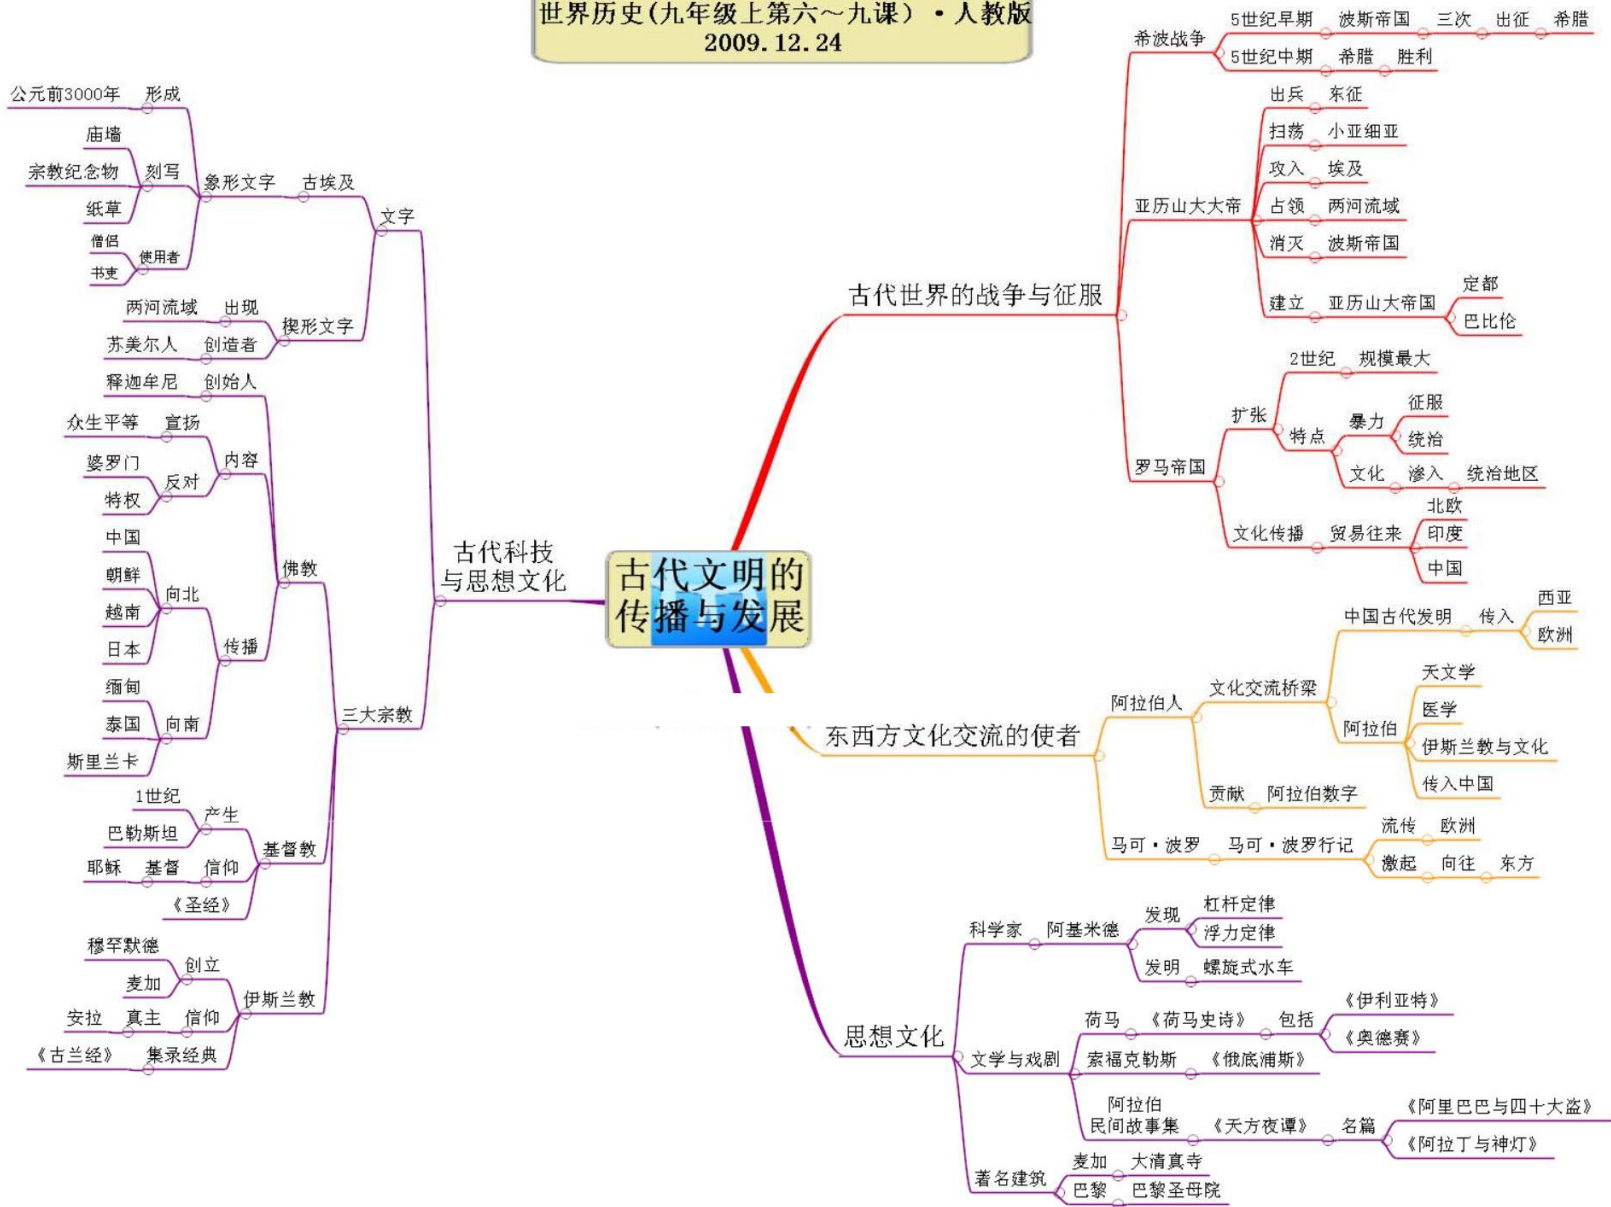 世界历史(九年级上第六～九课）·人教版
2009.12.24
古代文明的
传播与发展
古代世界的战争与征服
希波战争
5世纪早期 波斯帝国 三次 出征 希腊
5世纪中期 希腊 胜利
亚历山大大帝
出兵 东征
扫荡 小亚细亚
攻入 埃及
占领 两河流域
消灭 波斯帝国
建立 亚历山大帝国
定都
巴比伦
罗马帝国
扩张
2世纪 规模最大
特点
暴力
征服
统治
文化 渗入 统治地区
文化传播 贸易往来
北欧
印度
中国
东西方文化交流的使者
阿拉伯人
文化交流桥梁
中国古代发明 传入
西亚
欧洲
阿拉伯
天文学
医学
伊斯兰教与文化
传入中国
贡献 阿拉伯数字
马可·波罗 马可·波罗行记
流传 欧洲
激起 向往 东方
思想文化
科学家 阿基米德
发现
杠杆定律
浮力定律
发明 螺旋式水车
文学与戏剧
荷马 《荷马史诗》 包括
《伊利亚特》
《奥德赛》
索福克勒斯 《俄底浦斯》
阿拉伯
民间故事集 《天方夜谭》 名篇
《阿里巴巴与四十大盗》
《阿拉丁与神灯》
著名建筑
麦加 大清真寺
巴黎 巴黎圣母院
古代科技
与思想文化
文字
古埃及 象形文字
形成 公元前3000年
刻写
庙墙
宗教纪念物
纸草
使用者
僧侣
书吏
楔形文字
出现 两河流域
创造者 苏美尔人
三大宗教
佛教
创始人 释迦牟尼
内容
宣扬 众生平等
反对
婆罗门
特权
传播
向北
中国
朝鲜
越南
日本
向南
缅甸
泰国
斯里兰卡
基督教
产生
1世纪
巴勒斯坦
信仰 基督 耶稣
《圣经》
伊斯兰教
创立
穆罕默德
麦加
信仰 真主 安拉
集录经典 《古兰经》